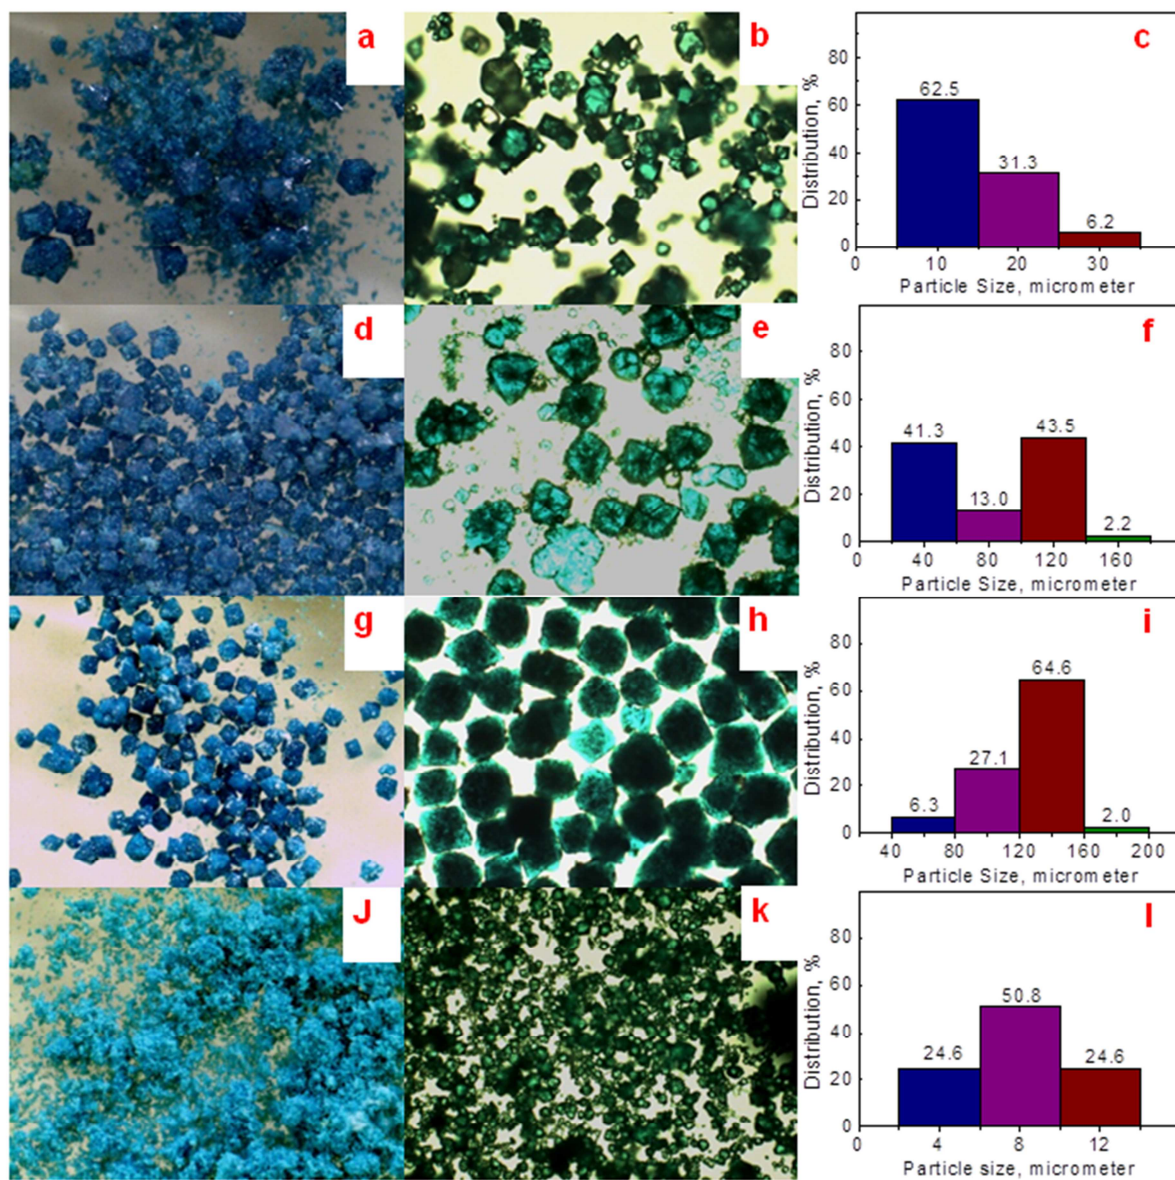 a
b
c
Distribution, %
80
60
40
20
0
62.5
31.3
6.2
0 10 20 30
Particle Size, micrometer
d
e
f
Distribution, %
80
60
40
20
0
41.3
13.0
43.5
2.2
40 80 120 160
Particle Size, micrometer
g
h
i
Distribution, %
80
60
40
20
0
6.3
27.1
64.6
2.0
40 80 120 160 200
Particle Size, micrometer
J
k
l
Distribution, %
80
60
40
20
0
24.6
50.8
24.6
4 8 12
Particle size, micrometer